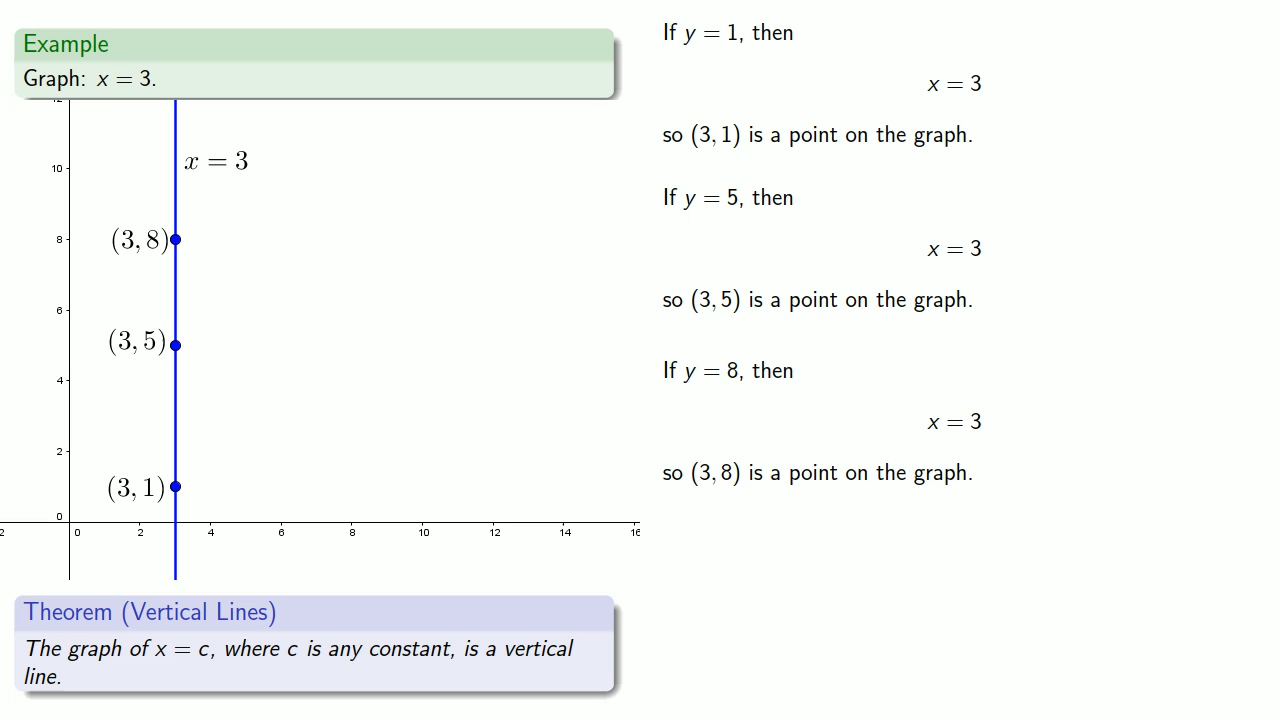 Example
Graph: x = 3.
12
x = 3
10
(3, 8)
8
6
(3, 5)
4
2
(3, 1)
0
2 0 2 4 6 8 10 12 14 16
Theorem (Vertical Lines)
The graph of x = c, where c is any constant, is a vertical
line.
If y = 1, then
x = 3
so (3, 1) is a point on the graph.
If y = 5, then
x = 3
so (3, 5) is a point on the graph.
If y = 8, then
x = 3
so (3, 8) is a point on the graph.